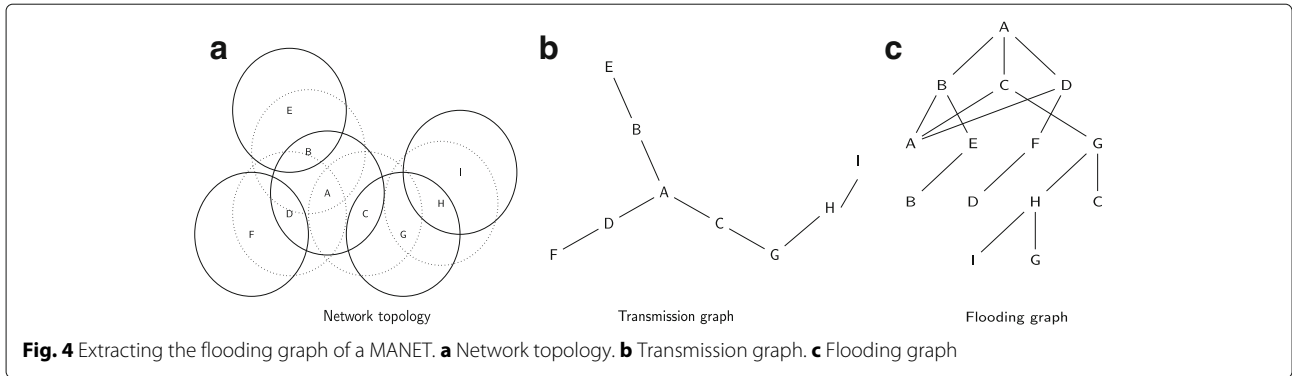 a
E
B
A
I
H
D
C
F
G
Network topology
b
E
B
I
A
H
D
C
F
G
Transmission graph
c
A
B C D
A E F G
B D H C
I G
Flooding graph
Fig. 4 Extracting the flooding graph of a MANET. a Network topology. b Transmission graph. c Flooding graph